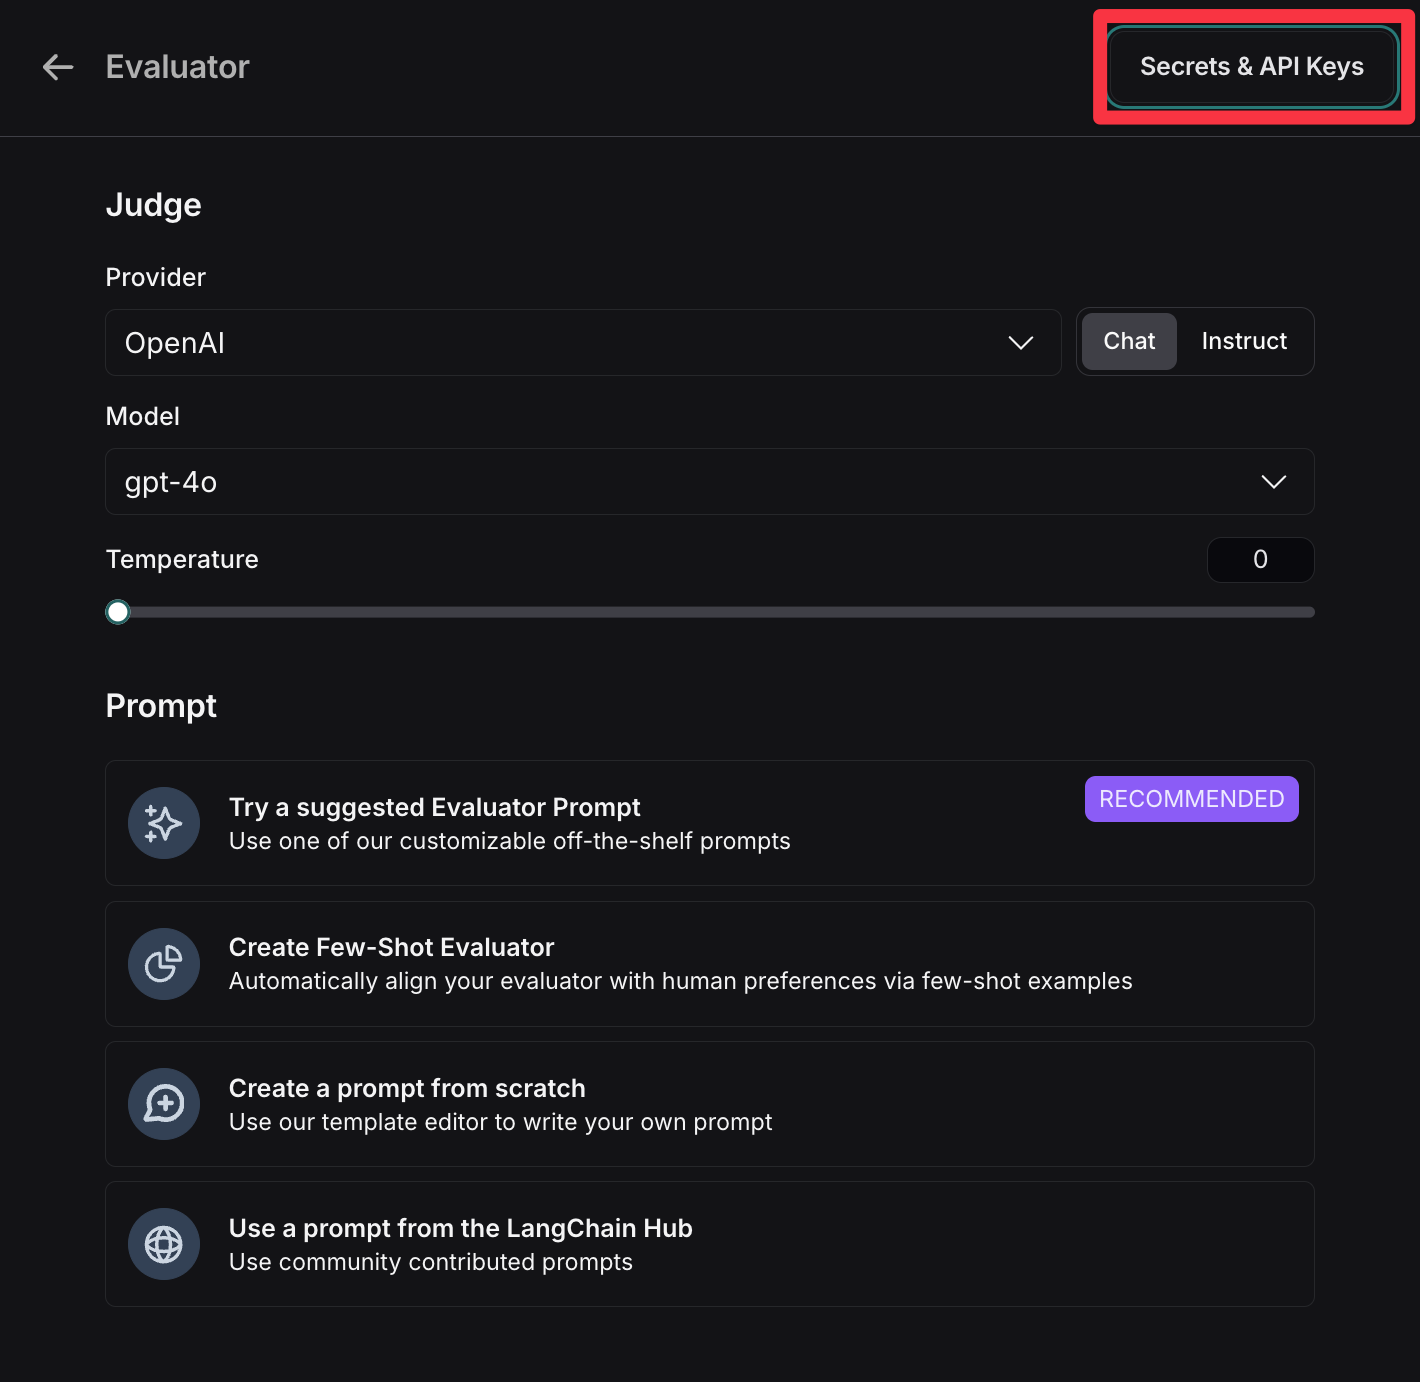 Evaluator
Secrets & API Keys
Judge
Provider
OpenAI
Chat
Instruct
Model
gpt-4o
Temperature
0
Prompt
Try a suggested Evaluator Prompt
RECOMMENDED
Use one of our customizable off-the-shelf prompts
Create Few-Shot Evaluator
Automatically align your evaluator with human preferences via few-shot examples
Create a prompt from scratch
Use our template editor to write your own prompt
Use a prompt from the LangChain Hub
Use community contributed prompts